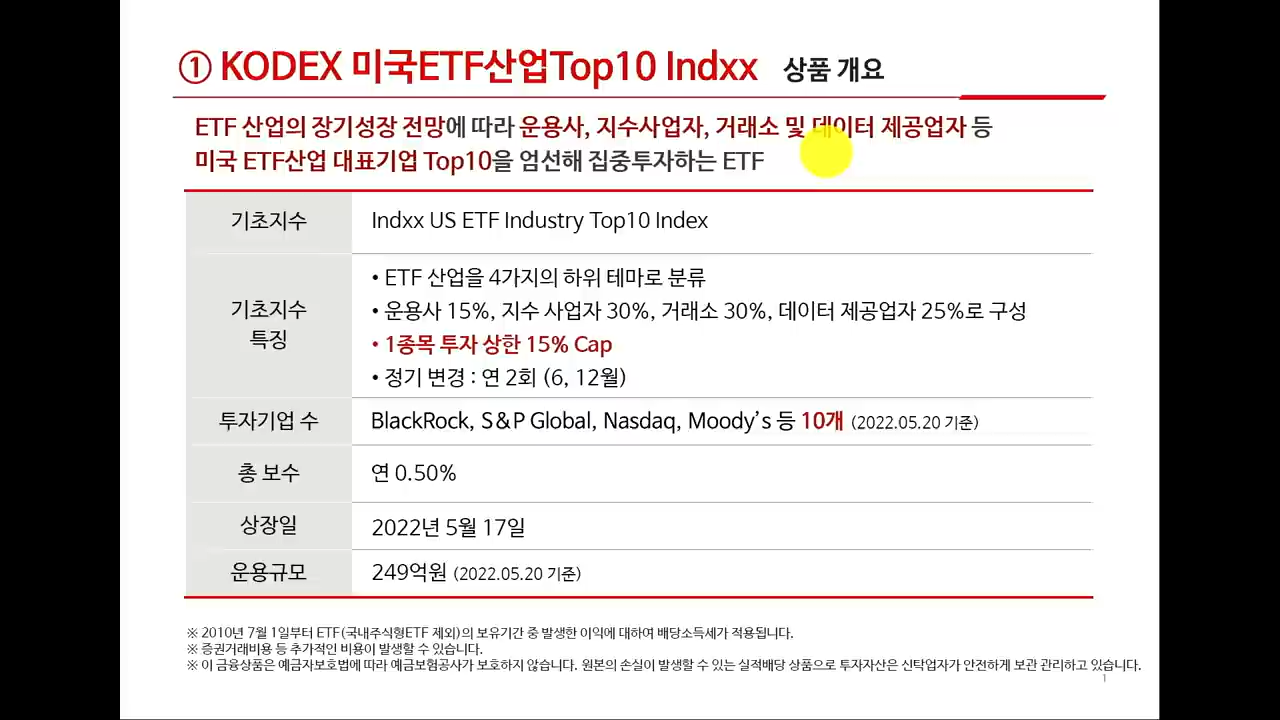 ① KODEX 미국ETF산업Top10 Indxx 상품 개요
ETF 산업의 장기성장 전망에 따라 운용사, 지수사업자, 거래소 및 데이터 제공업자 등
미국 ETF산업 대표기업 Top10을 엄선해 집중투자하는 ETF
기초지수
Indxx US ETF Industry Top10 Index
기초지수
특징
• ETF 산업을 4가지의 하위 테마로 분류
• 운용사 15%, 지수 사업자 30%, 거래소 30%, 데이터 제공업자 25%로 구성
• 1종목 투자 상한 15% Cap
• 정기 변경 : 연 2회 (6, 12월)
투자기업 수
BlackRock, S&P Global, Nasdaq, Moody’s 등 10개 (2022.05.20 기준)
총 보수
연 0.50%
상장일
2022년 5월 17일
운용규모
249억원 (2022.05.20 기준)
※ 2010년 7월 1일부터 ETF(국내주식형ETF 제외)의 보유기간 중 발생한 이익에 대하여 배당소득세가 적용됩니다.
※ 증권거래비용 등 추가적인 비용이 발생할 수 있습니다.
※ 이 금융상품은 예금자보호법에 따라 예금보험공사가 보호하지 않습니다. 원본의 손실이 발생할 수 있는 실적배당 상품으로 투자자산은 신탁업자가 안전하게 보관 관리하고 있습니다.
1